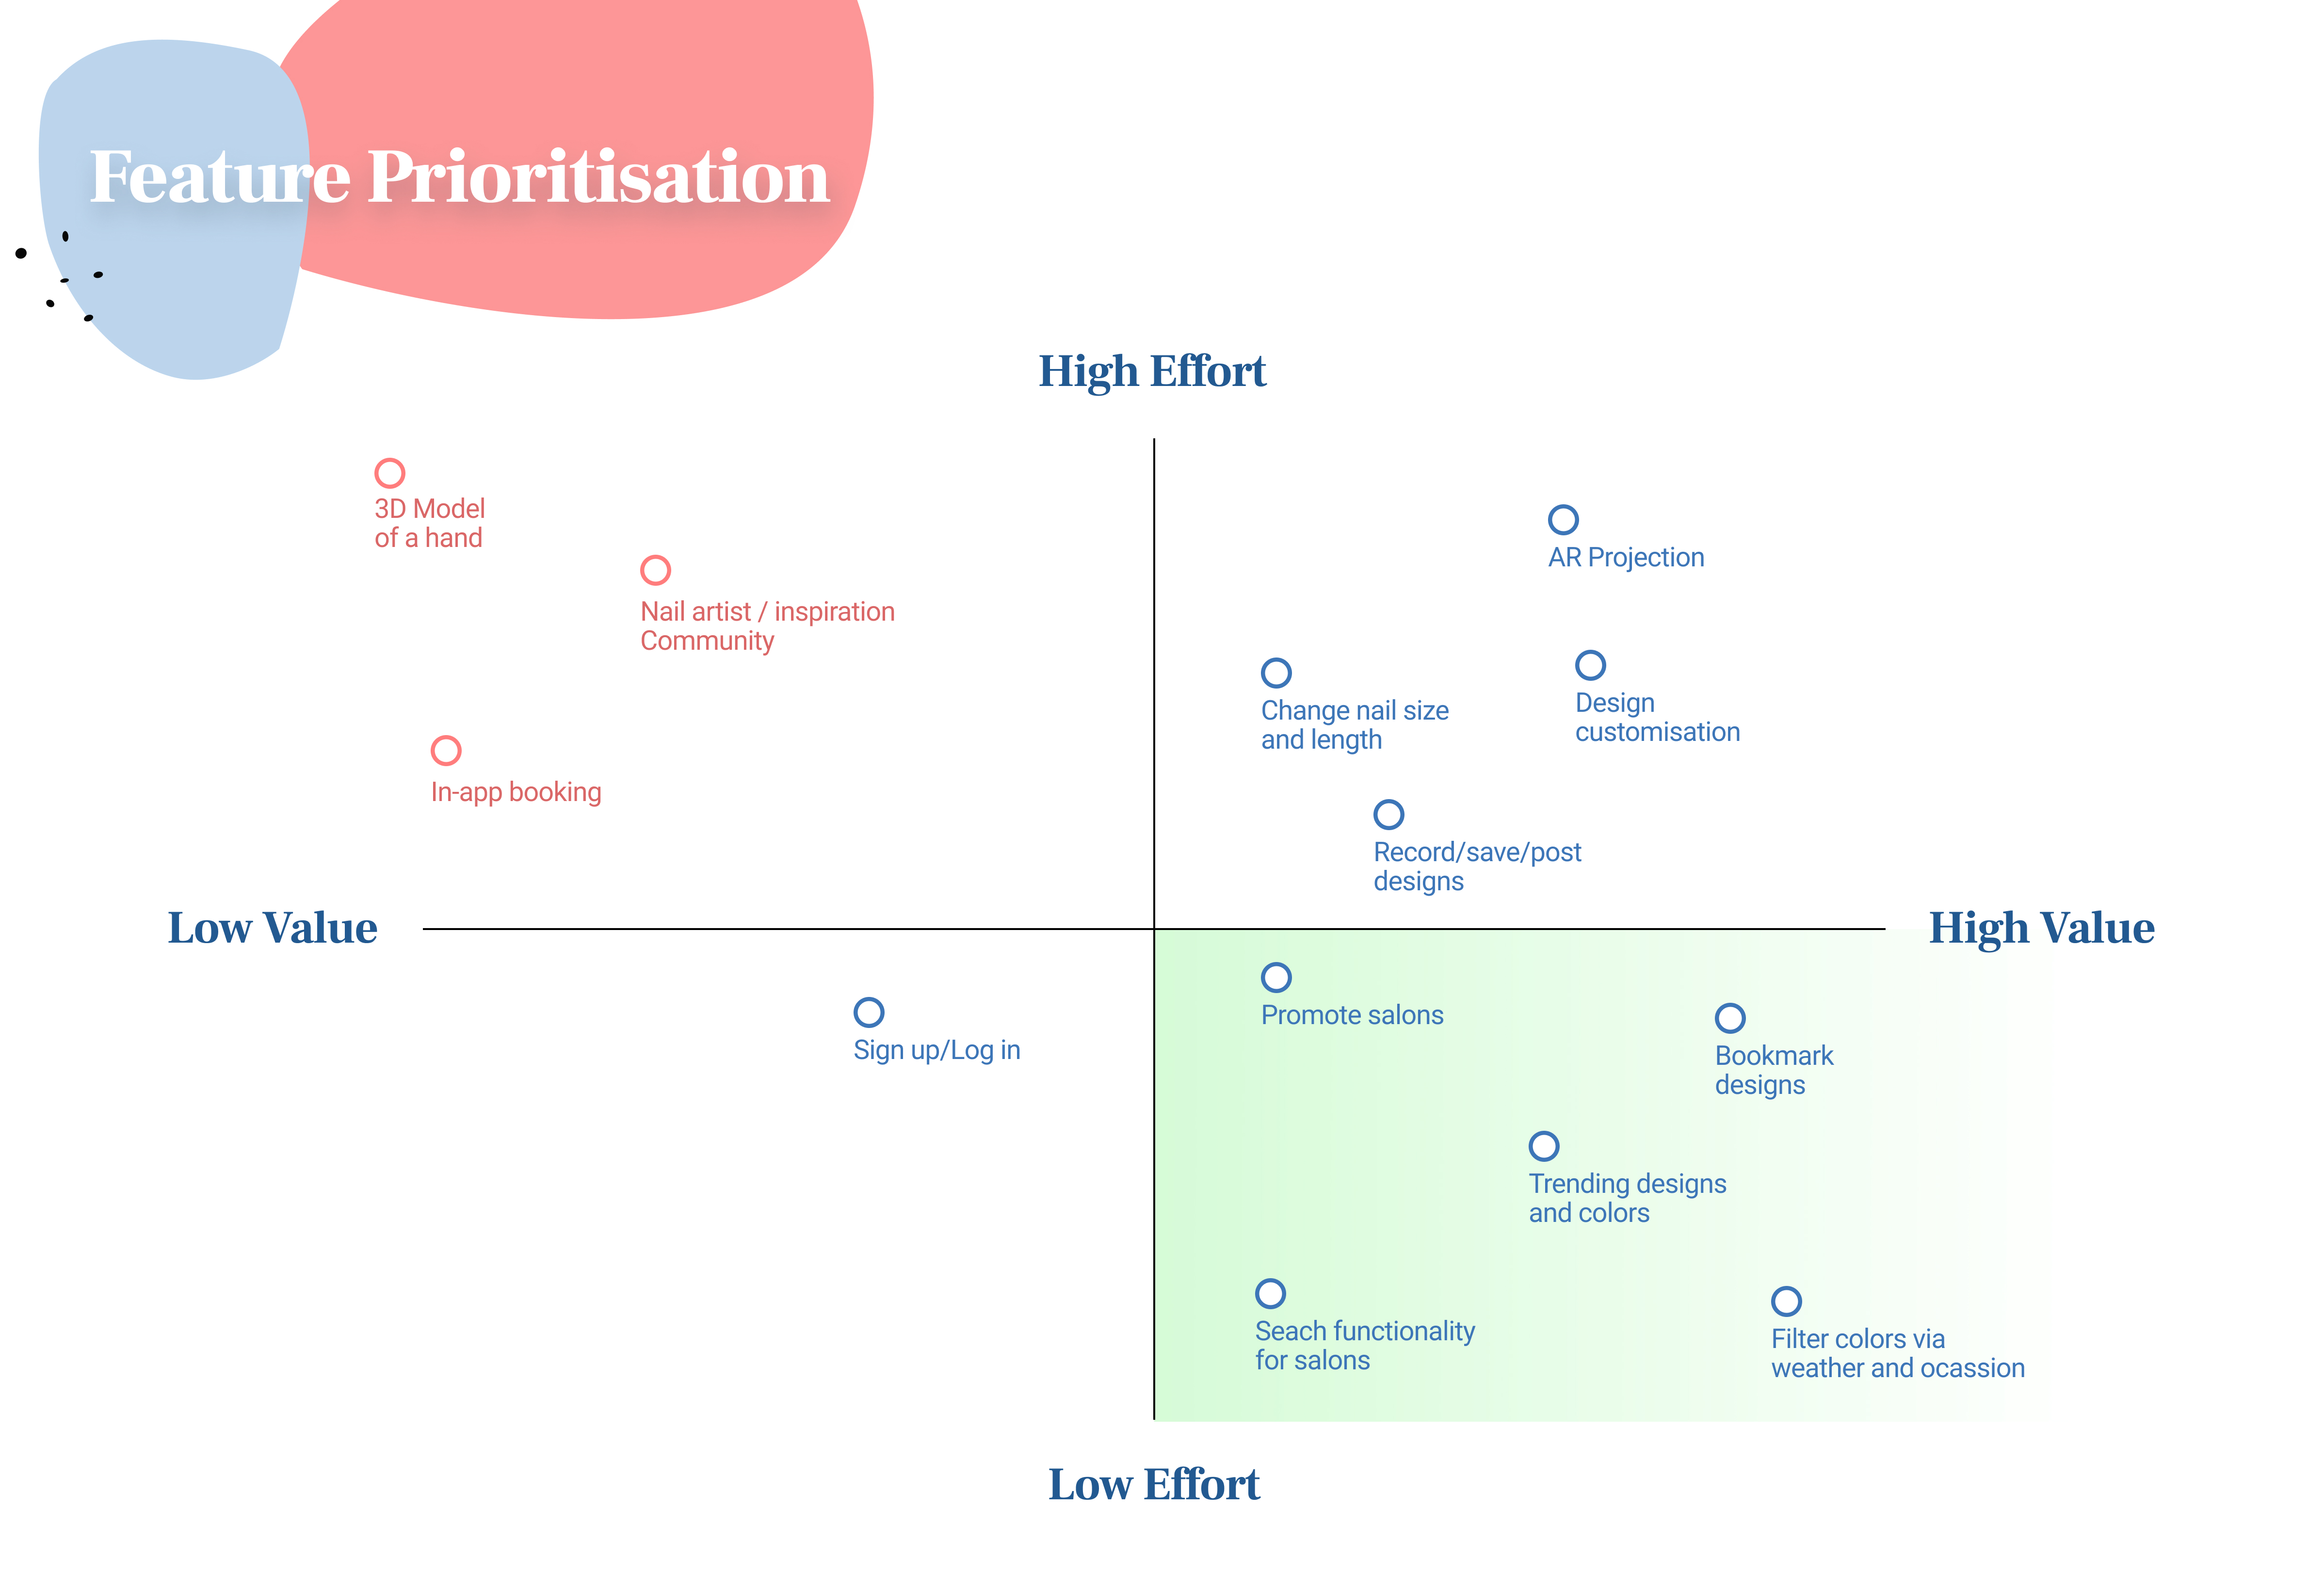 Feature Prioritisation
High Effort
3D Model
of a hand
AR Projection
Nail artist / inspiration
Community
Change nail size
and length
Design
customisation
In-app booking
Record/save/post
designs
Low Value
High Value
Promote salons
Sign up/Log in
Bookmark
designs
Trending designs
and colors
Seach functionality
for salons
Filter colors via
weather and ocassion
Low Effort